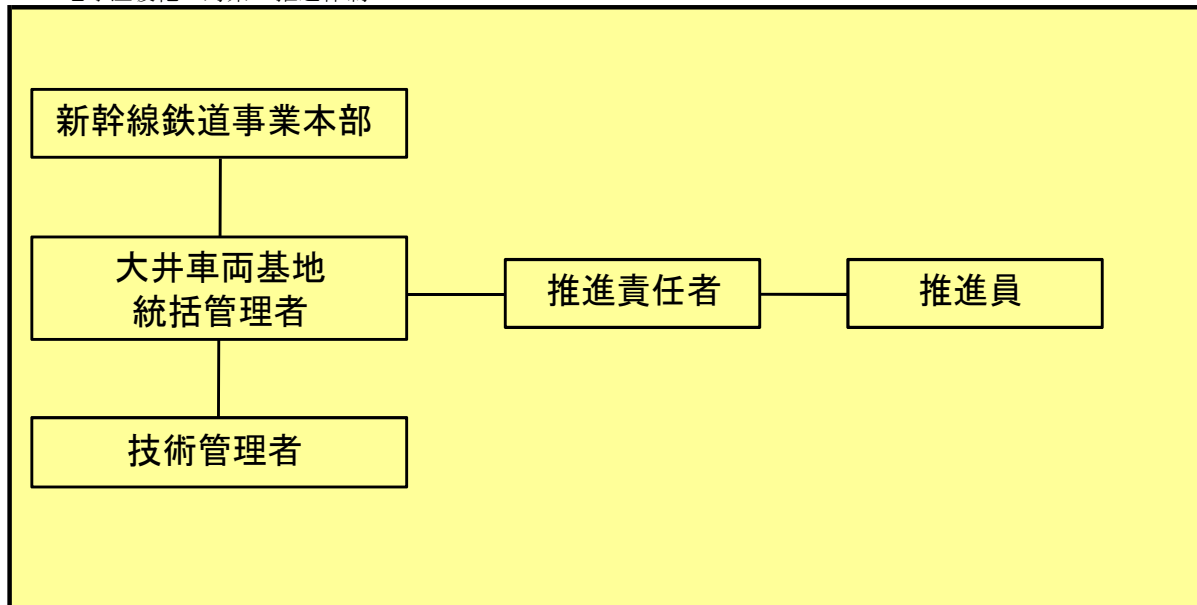 新幹線鉄道事業本部
大井車両基地
統括管理者
推進責任者
推進員
技術管理者